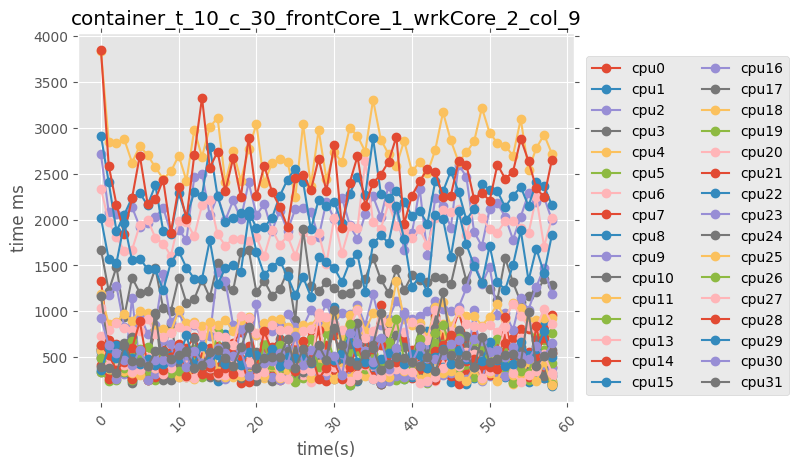 container_t_10_c_30_frontCore_1_wrkCore_2_col_9
4000
3500
3000
2500
2000
1500
1000
500
time ms
0
10
20
30
40
50
60
time(s)
cpu0
cpu1
cpu2
cpu3
cpu4
cpu5
cpu6
cpu7
cpu8
cpu9
cpu10
cpu11
cpu12
cpu13
cpu14
cpu15
cpu16
cpu17
cpu18
cpu19
cpu20
cpu21
cpu22
cpu23
cpu24
cpu25
cpu26
cpu27
cpu28
cpu29
cpu30
cpu31